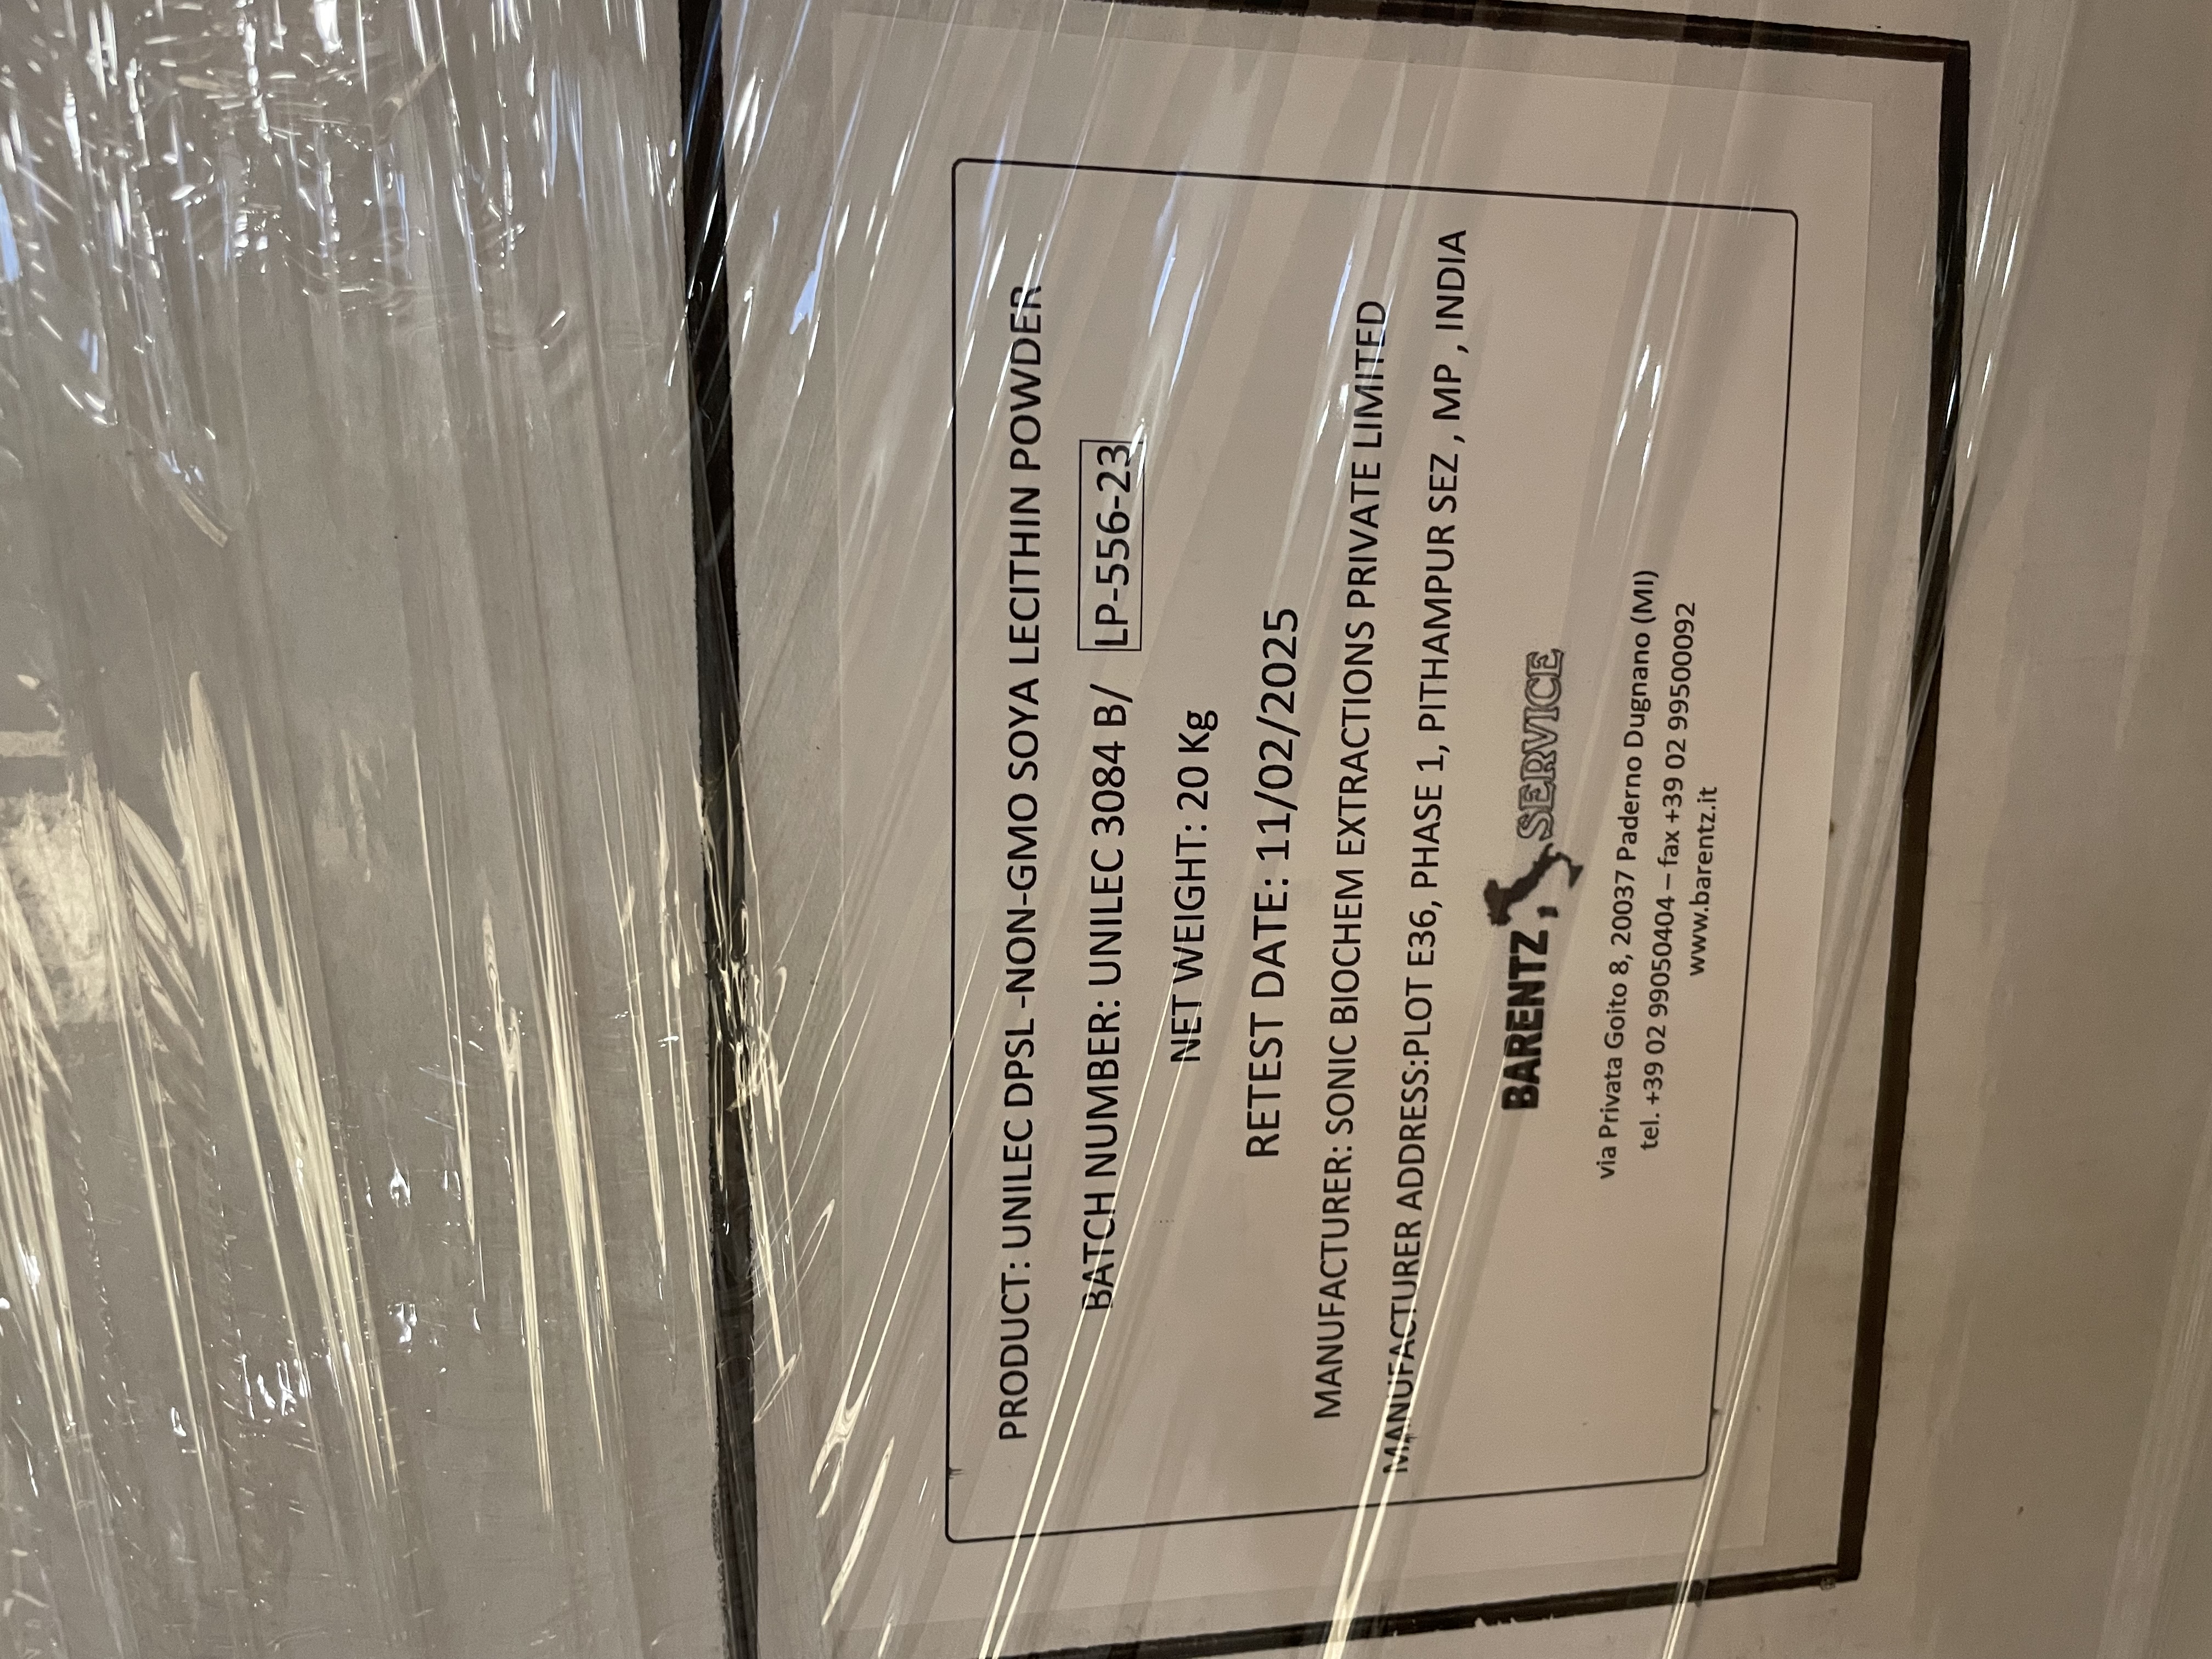 PRODUCT: UNILEC DPSL -NON-GMO SOYA LECITHIN POWDER
BATCH NUMBER: UNILEC 3084 B/ LP-556-23
NET WEIGHT: 20 Kg
RETEST DATE: 11/02/2025
MANUFACTURER: SONIC BIOCHEM EXTRACTIONS PRIVATE LIMITED
MANUFACTURER ADDRESS:PLOT E36, PHASE 1, PITHAMPUR SEZ , MP , INDIA
BARENTZ, SERVICE
via Privata Goito 8, 20037 Paderno Dugnano (MI)
tel. +39 02 99050404 – fax +39 02 99500092
www.barentz.it